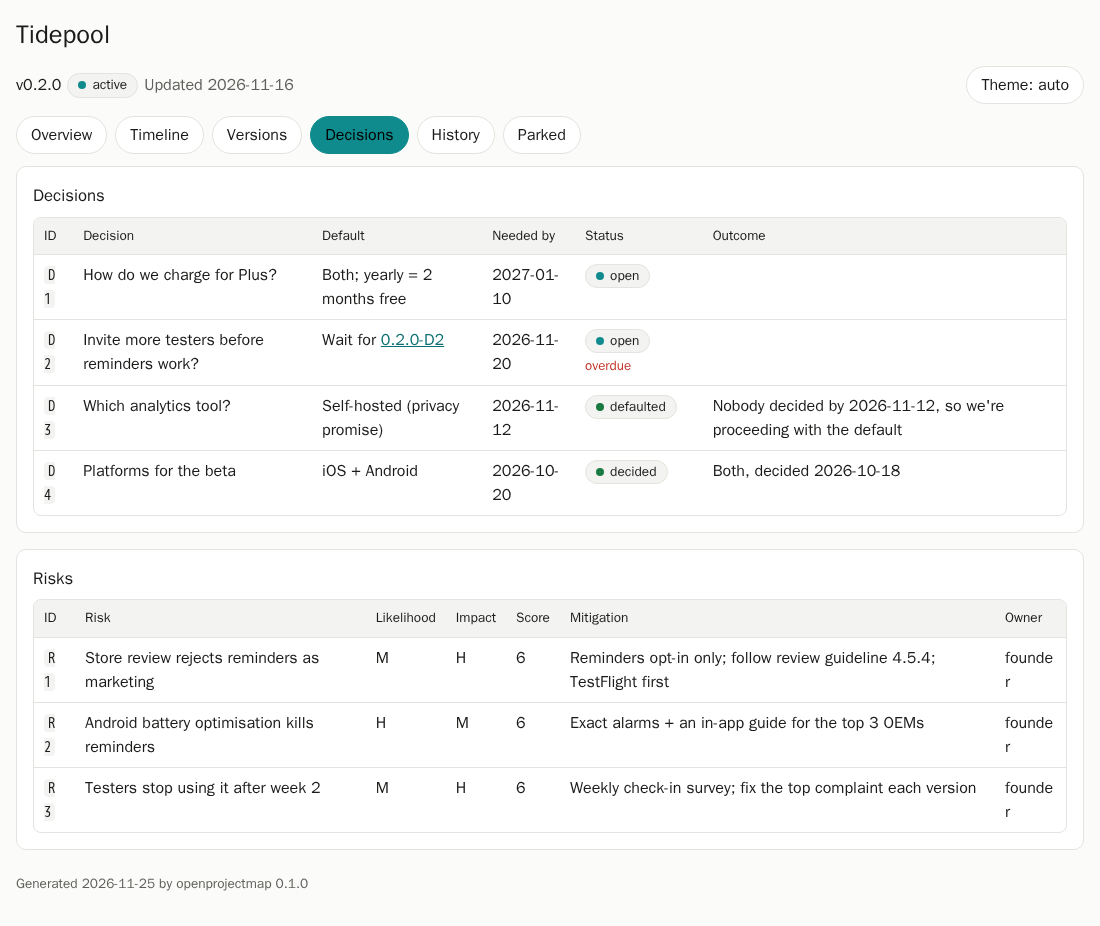 Tidepool
v0.2.0 active Updated 2026-11-16 Theme: auto
Overview Timeline Versions Decisions History Parked
Decisions
ID Decision Default Needed by Status Outcome
D How do we charge for Plus? Both; yearly = 2 2027-01- open
1 months free 10
D Invite more testers before Wait for 0.2.0-D2 2026-11- open
2 reminders work? 20 overdue
D Which analytics tool? Self-hosted (privacy 2026-11- defaulted Nobody decided by 2026-11-12, so we're
3 promise) 12 proceeding with the default
D Platforms for the beta iOS + Android 2026-10- decided Both, decided 2026-10-18
4 20
Risks
ID Risk Likelihood Impact Score Mitigation Owner
R Store review rejects reminders as M H 6 Reminders opt-in only; follow review guideline 4.5.4; founde
1 marketing TestFlight first r
R Android battery optimisation kills H M 6 Exact alarms + an in-app guide for the top 3 OEMs founde
2 reminders r
R Testers stop using it after week 2 M H 6 Weekly check-in survey; fix the top complaint each version founde
3 r
Generated 2026-11-25 by openprojectmap 0.1.0